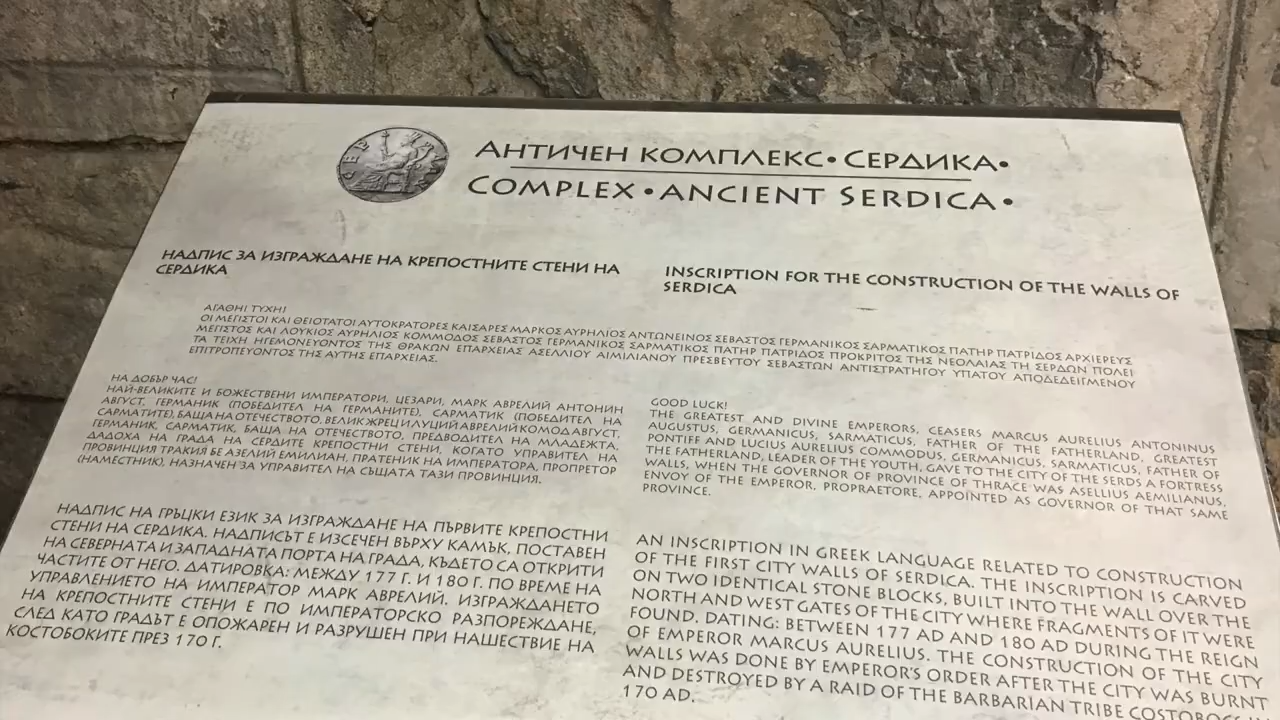 АНТИЧЕН КОМПЛЕКС•СЕРДИКА•
COMPLEX•ANCIENT SERDICA•
НАДПИС ЗА ИЗГРАЖДАНЕ НА КРЕПОСТНИТЕ СТЕНИ НА
СЕРДИКА
INSCRIPTION FOR THE CONSTRUCTION OF THE WALLS OF
SERDICA
ΑΓΑΘΗΙ ΤΥΧΗΙ
ΟΙ ΜΕΓΙΣΤΟΙ ΚΑΙ ΘΕΙΟΤΑΤΟΙ ΑΥΤΟΚΡΑΤΟΡΕΣ ΚΑΙΣΑΡΕΣ ΜΑΡΚΟΣ ΑΥΡΗΛΙΟΣ ΑΝΤΩΝΕΙΝΟΣ ΣΕΒΑΣΤΟΣ ΓΕΡΜΑΝΙΚΟΣ ΣΑΡΜΑΤΙΚΟΣ ΠΑΤΗΡ ΠΑΤΡΙΔΟΣ ΑΡΧΙΕΡΕΥΣ
ΜΕΓΙΣΤΟΣ ΚΑΙ ΛΟΥΚΙΟΣ ΑΥΡΗΛΙΟΣ ΚΟΜΜΟΔΟΣ ΣΕΒΑΣΤΟΣ ΓΕΡΜΑΝΙΚΟΣ ΣΑΡΜΑΤΙΚΟΣ ΠΑΤΗΡ ΠΑΤΡΙΔΟΣ ΠΡΟΚΡΙΤΟΣ ΤΗΣ ΝΕΟΛΑΙΑΣ ΤΗ ΣΕΡΔΩΝ ΠΟΛΕΙ
ΤΑ ΤΕΙΧΗ ΗΓΕΜΟΝΕΥΟΝΤΟΣ ΤΗΣ ΘΡΑΚΩΝ ΕΠΑΡΧΕΙΑΣ ΑΣΕΛΛΙΟΥ ΑΙΜΙΛΙΑΝΟΥ ΠΡΕΣΒΕΥΤΟΥ ΣΕΒΑΣΤΩΝ ΑΝΤΙΣΤΡΑΤΗΓΟΥ ΥΠΑΤΟΥ ΑΠΟΔΕΔΕΙΓΜΕΝΟΥ
ΕΠΙΤΡΟΠΕΥΟΝΤΟΣ ΤΗΣ ΑΥΤΗΣ ΕΠΑΡΧΕΙΑΣ.
НА ДОБЪР ЧАС!
НАЙ-ВЕЛИКИТЕ И БОЖЕСТВЕНИ ИМПЕРАТОРИ, ЦЕЗАРИ, МАРК АВРЕЛИЙ АНТОНИН
АВГУСТ, ГЕРМАНИК (ПОБЕДИТЕЛ НА ГЕРМАНИТЕ), САРМАТИК (ПОБЕДИТЕЛ НА
САРМАТИТЕ), БАЩА НА ОТЕЧЕСТВОТО, ВЕЛИК ЖРЕЦ И ЛУЦИЙ АВРЕЛИЙ КОМОД АВГУСТ,
ГЕРМАНИК, САРМАТИК, БАЩА НА ОТЕЧЕСТВОТО, ПРЕДВОДИТЕЛ НА МЛАДЕЖТА,
ДАДОХА НА ГРАДА НА СЕРДИТЕ КРЕПОСТНИ СТЕНИ, КОГАТО УПРАВИТЕЛ НА
ПРОВИНЦИЯ ТРАКИЯ БЕ АЗЕЛИЙ ЕМИЛИАН, ПРАТЕНИК НА ИМПЕРАТОРА, ПРОПРЕТОР
(НАМЕСТНИК), НАЗНАЧЕН ЗА УПРАВИТЕЛ НА СЪЩАТА ТАЗИ ПРОВИНЦИЯ.
GOOD LUCK!
THE GREATEST AND DIVINE EMPERORS, CEASERS MARCUS AURELIUS ANTONINUS
AUGUSTUS, GERMANICUS, SARMATICUS, FATHER OF THE FATHERLAND, GREATEST
PONTIFF AND LUCIUS AURELIUS COMMODUS, GERMANICUS, SARMATICUS, FATHER OF
THE FATHERLAND, LEADER OF THE YOUTH, GAVE TO THE CITY OF THE SERDS A FORTRESS
WALLS, WHEN THE GOVERNOR OF PROVINCE OF THRACE WAS ASELLIUS AEMILIANUS,
ENVOY OF THE EMPEROR, PROPRAETORE, APPOINTED AS GOVERNOR OF THAT SAME
PROVINCE.
НАДПИС НА ГРЪЦКИ ЕЗИК ЗА ИЗГРАЖДАНЕ НА ПЪРВИТЕ КРЕПОСТНИ
СТЕНИ НА СЕРДИКА. НАДПИСЪТ Е ИЗСЕЧЕН ВЪРХУ КАМЪК, ПОСТАВЕН
НА СЕВЕРНАТА И ЗАПАДНАТА ПОРТА НА ГРАДА, КЪДЕТО СА ОТКРИТИ
ЧАСТИТЕ ОТ НЕГО. ДАТИРОВКА: МЕЖДУ 177 Г. И 180 Г. ПО ВРЕМЕ НА
УПРАВЛЕНИЕТО НА ИМПЕРАТОР МАРК АВРЕЛИЙ. ИЗГРАЖДАНЕТО
НА КРЕПОСТНИТЕ СТЕНИ Е ПО ИМПЕРАТОРСКО РАЗПОРЕЖДАНЕ,
СЛЕД КАТО ГРАДЪТ Е ОПОЖАРЕН И РАЗРУШЕН ПРИ НАШЕСТВИЕ НА
КОСТОБОКИТЕ ПРЕЗ 170 Г.
AN INSCRIPTION IN GREEK LANGUAGE RELATED TO CONSTRUCTION
OF THE FIRST CITY WALLS OF SERDICA. THE INSCRIPTION IS CARVED
ON TWO IDENTICAL STONE BLOCKS, BUILT INTO THE WALL OVER THE
NORTH AND WEST GATES OF THE CITY WHERE FRAGMENTS OF IT WERE
FOUND. DATING: BETWEEN 177 AD AND 180 AD DURING THE REIGN
OF EMPEROR MARCUS AURELIUS. THE CONSTRUCTION OF THE CITY
WALLS WAS DONE BY EMPEROR'S ORDER AFTER THE CITY WAS BURNT
AND DESTROYED BY A RAID OF THE BARBARIAN TRIBE
170 AD.